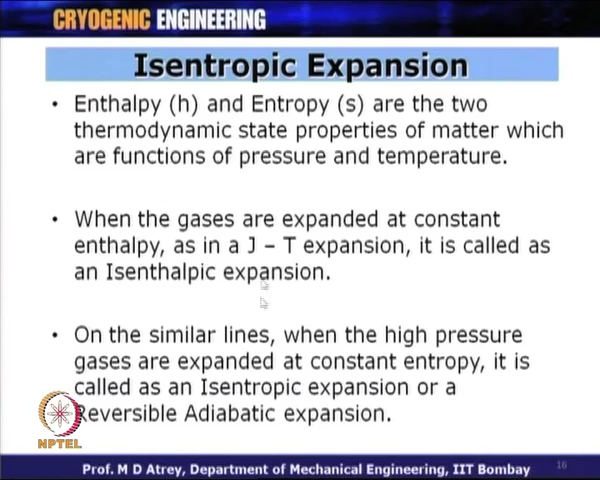 CRYOGENIC ENGINEERING
Isentropic Expansion
• Enthalpy (h) and Entropy (s) are the two
thermodynamic state properties of matter which
are functions of pressure and temperature.
• When the gases are expanded at constant
enthalpy, as in a J – T expansion, it is called as
an Isenthalpic expansion.
• On the similar lines, when the high pressure
gases are expanded at constant entropy, it is
called as an Isentropic expansion or a
Reversible Adiabatic expansion.
NPTEL
Prof. M D Atrey, Department of Mechanical Engineering, IIT Bombay
16